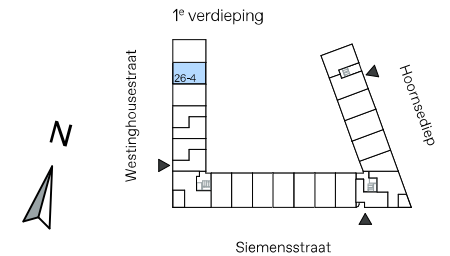 1e verdieping
Westinghousestraat
26-4
Hoornsediep
N
Siemensstraat